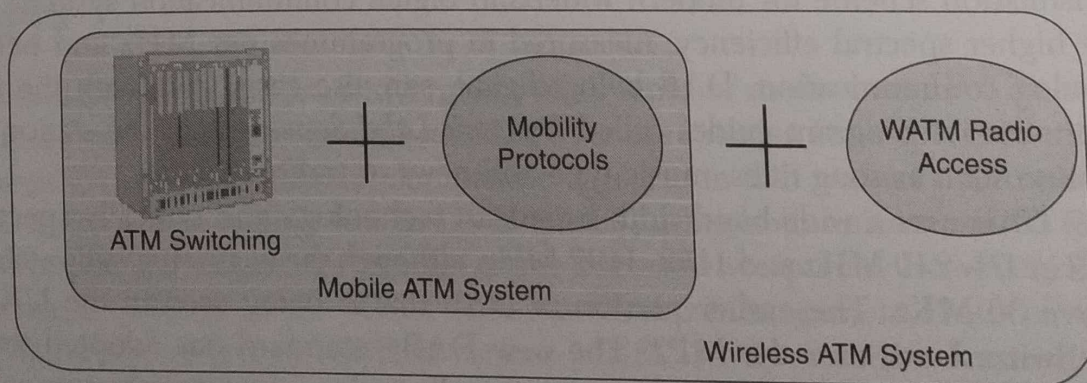 Mobility
Protocols
WATM Radio
Access
ATM Switching
Mobile ATM System
Wireless ATM System